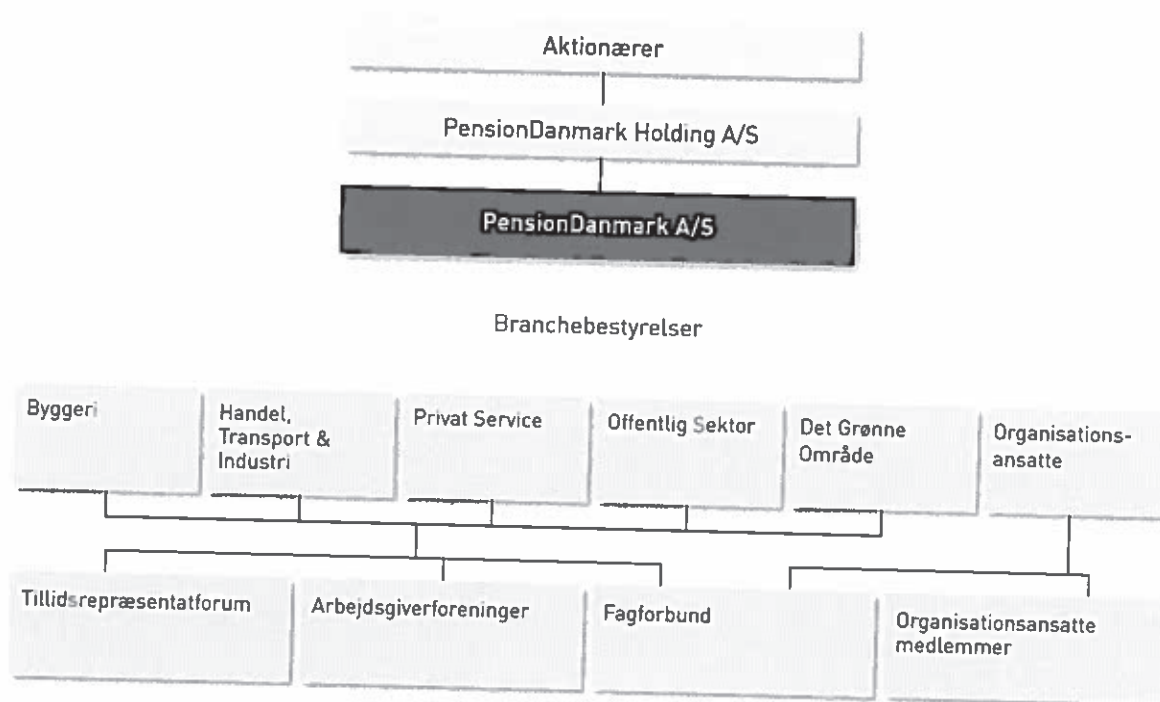 Aktionærer
PensionDanmark Holding A/S
PensionDanmark A/S
Branchebestyrelser
Byggeri
Handel,
Transport &
Industri
Privat Service
Offentlig Sektor
Det Grønne
Område
Organisations-
ansatte
Tillidsrepræsentatforum
Arbejdsgiverforeninger
Fagforbund
Organisationsansatte
medlemmer